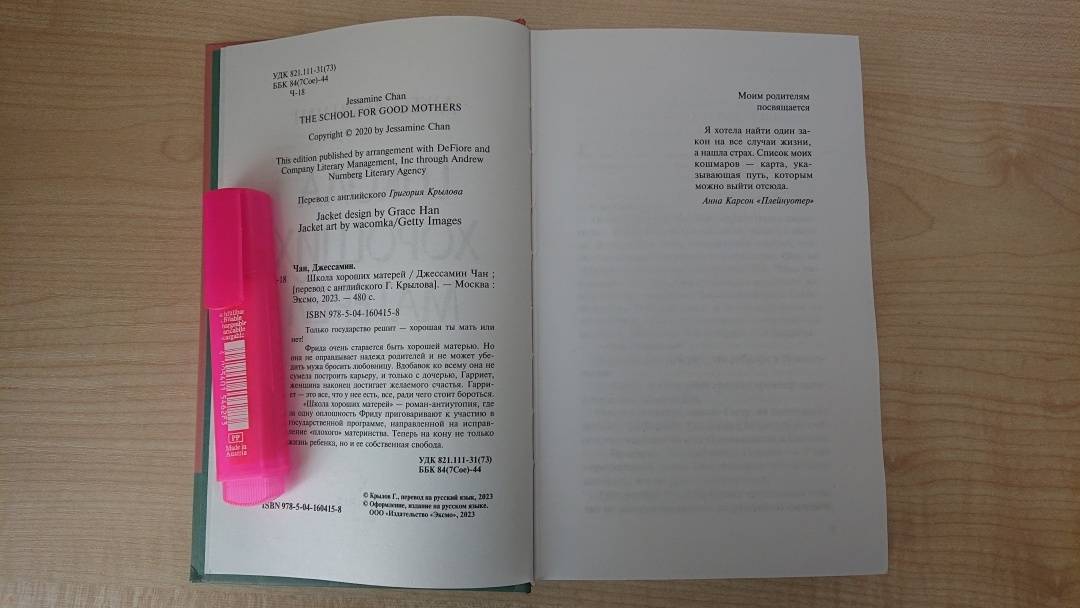 УДК 821.111-31(73)
ББК 84(7Сое)-44
Ч-18
Jessamine Chan
THE SCHOOL FOR GOOD MOTHERS
Copyright © 2020 by Jessamine Chan
This edition published by arrangement with DeFiore and
Company Literary Management, Inc through Andrew
Nurnberg Literary Agency
Перевод с английского Григория Крылова
Jacket design by Grace Han
Jacket art by wacomka/Getty Images
Чан, Джессамин.
-18 Школа хороших матерей / Джессамин Чан ;
[перевод с английского Г. Крылова]. — Москва :
Эксмо, 2023. — 480 с.
ISBN 978-5-04-160415-8
Только государство решит — хорошая ты мать или
нет!
Фрида очень старается быть хорошей матерью. Но
она не оправдывает надежд родителей и не может убе-
дить мужа бросить любовницу. Вдобавок ко всему она не
сумела построить карьеру, и только с дочерью, Гарриет,
женщина наконец достигает желаемого счастья. Гарри-
ет — это все, что у нее есть, все, ради чего стоит бороться.
«Школа хороших матерей» — роман-антиутопия, где
за одну оплошность Фриду приговаривают к участию в
государственной программе, направленной на исправ-
ление «плохого» материнства. Теперь на кону не только
жизнь ребенка, но и ее собственная свобода.
УДК 821.111-31(73)
ББК 84(7Сое)-44
© Крылов Г., перевод на русский язык, 2023
© Оформление, издание на русском языке.
ООО «Издательство «Эксмо», 2023
ISBN 978-5-04-160415-8
PP
Made in
Austria
Моим родителям
посвящается
Я хотела найти один за-
кон на все случаи жизни,
а нашла страх. Список моих
кошмаров — карта, ука-
зывающая путь, которым
можно выйти отсюда.
Анна Карсон «Плейнуотер»